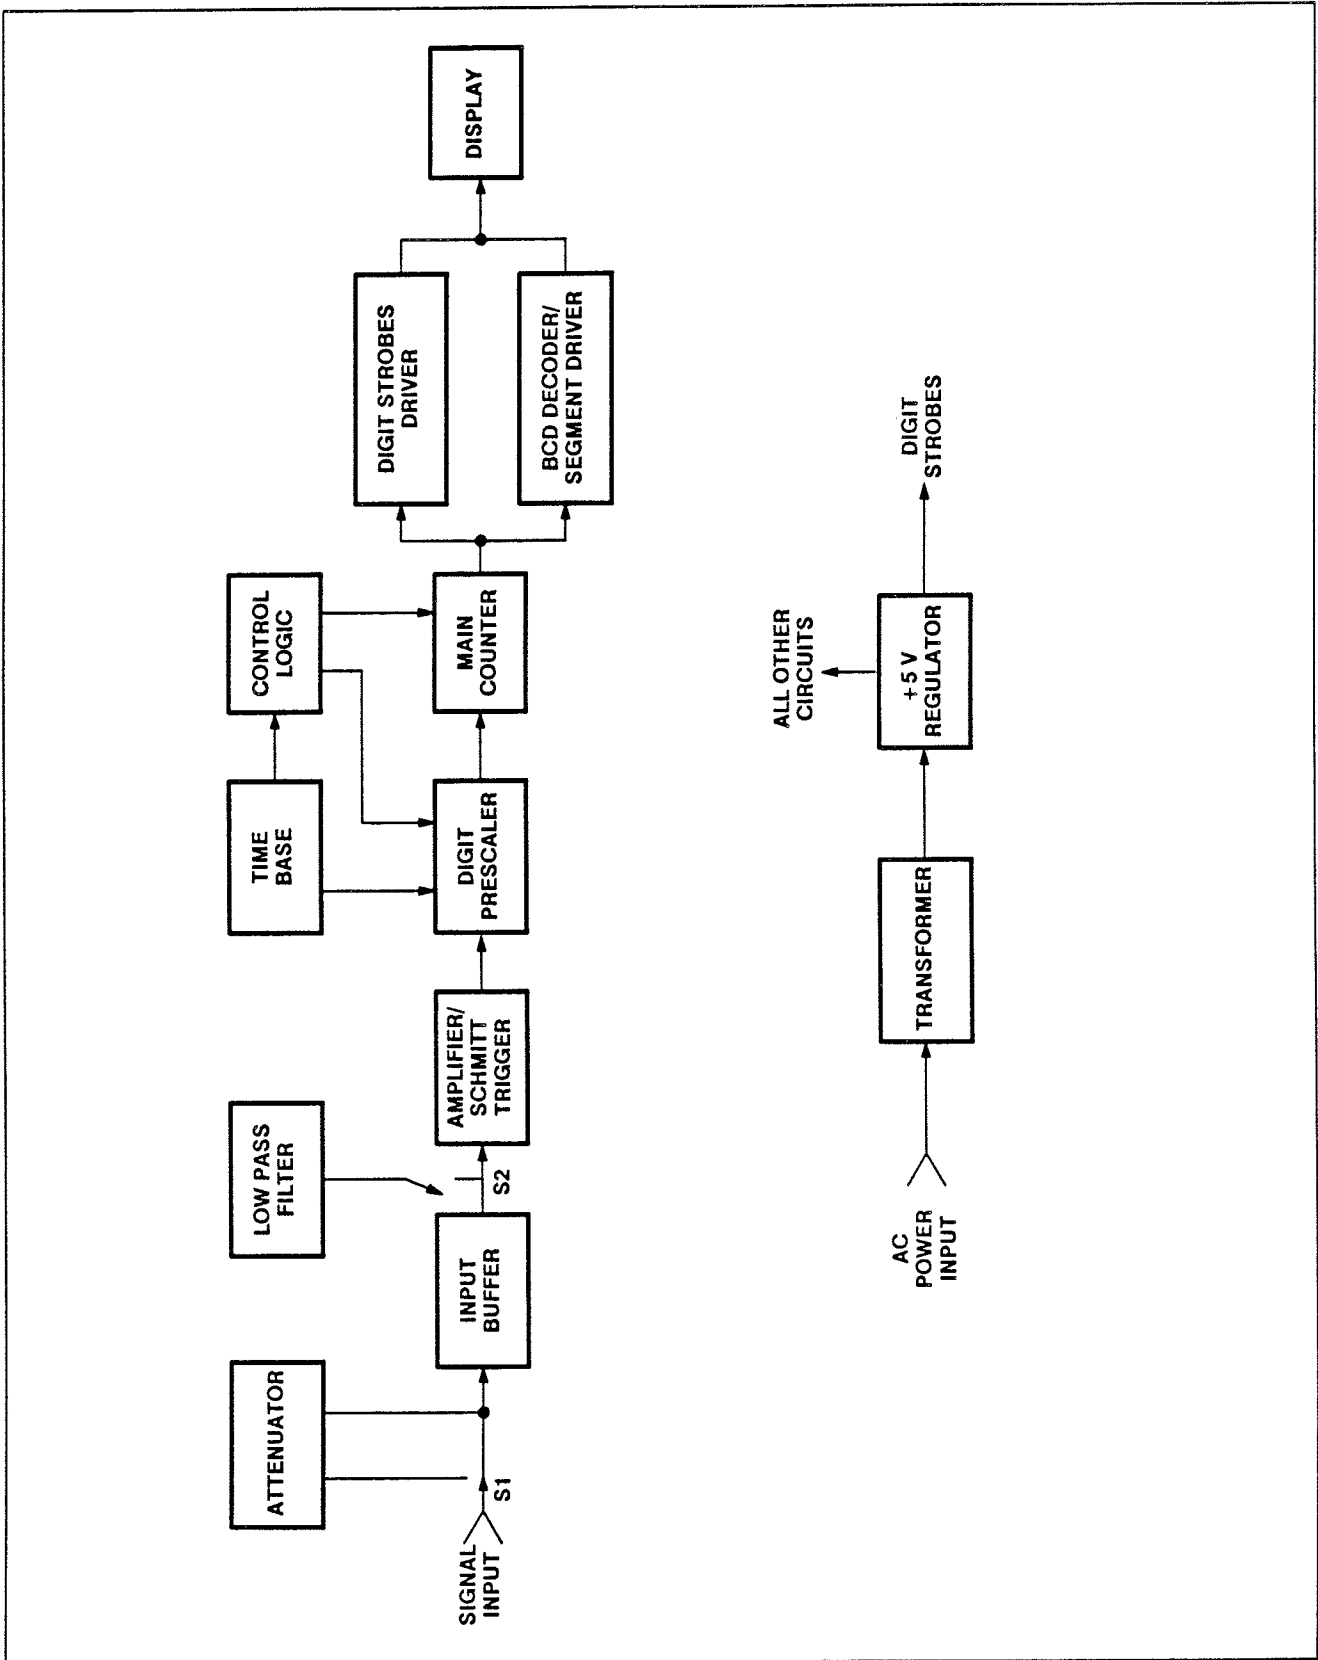 ATTENUATOR
LOW PASS
FILTER
TIME
BASE
CONTROL
LOGIC
SIGNAL
INPUT
S1
INPUT
BUFFER
S2
AMPLIFIER/
SCHMITT
TRIGGER
DIGIT
PRESCALER
MAIN
COUNTER
DIGIT STROBES
DRIVER
BCD DECODER/
SEGMENT DRIVER
DISPLAY
AC
POWER
INPUT
TRANSFORMER
+5 V
REGULATOR
ALL OTHER
CIRCUITS
DIGIT
STROBES